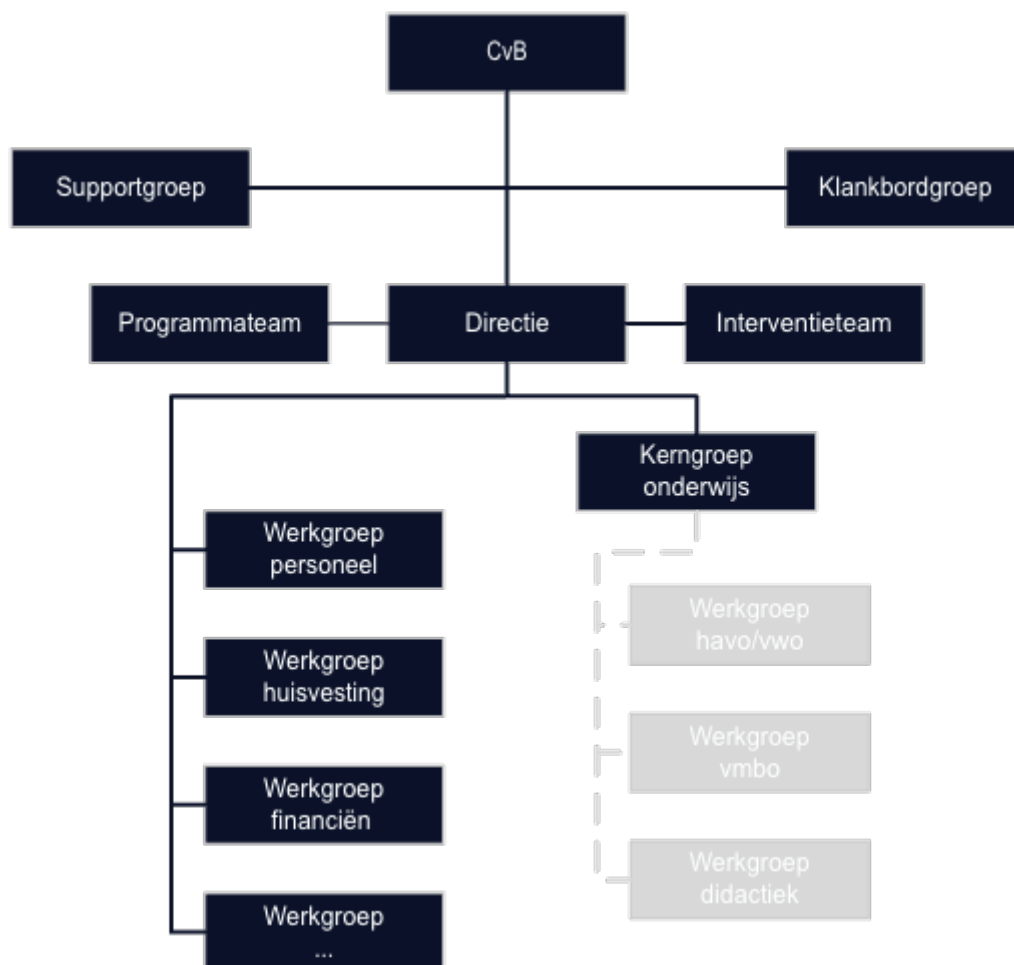 CvB
Supportgroep
Klankbordgroep
Programmateam
Directie
Interventieteam
Kerngroep
onderwijs
Werkgroep
personeel
Werkgroep
huisvesting
Werkgroep
financiën
Werkgroep
...
Werkgroep
havo/vwo
Werkgroep
vmbo
Werkgroep
didactiek